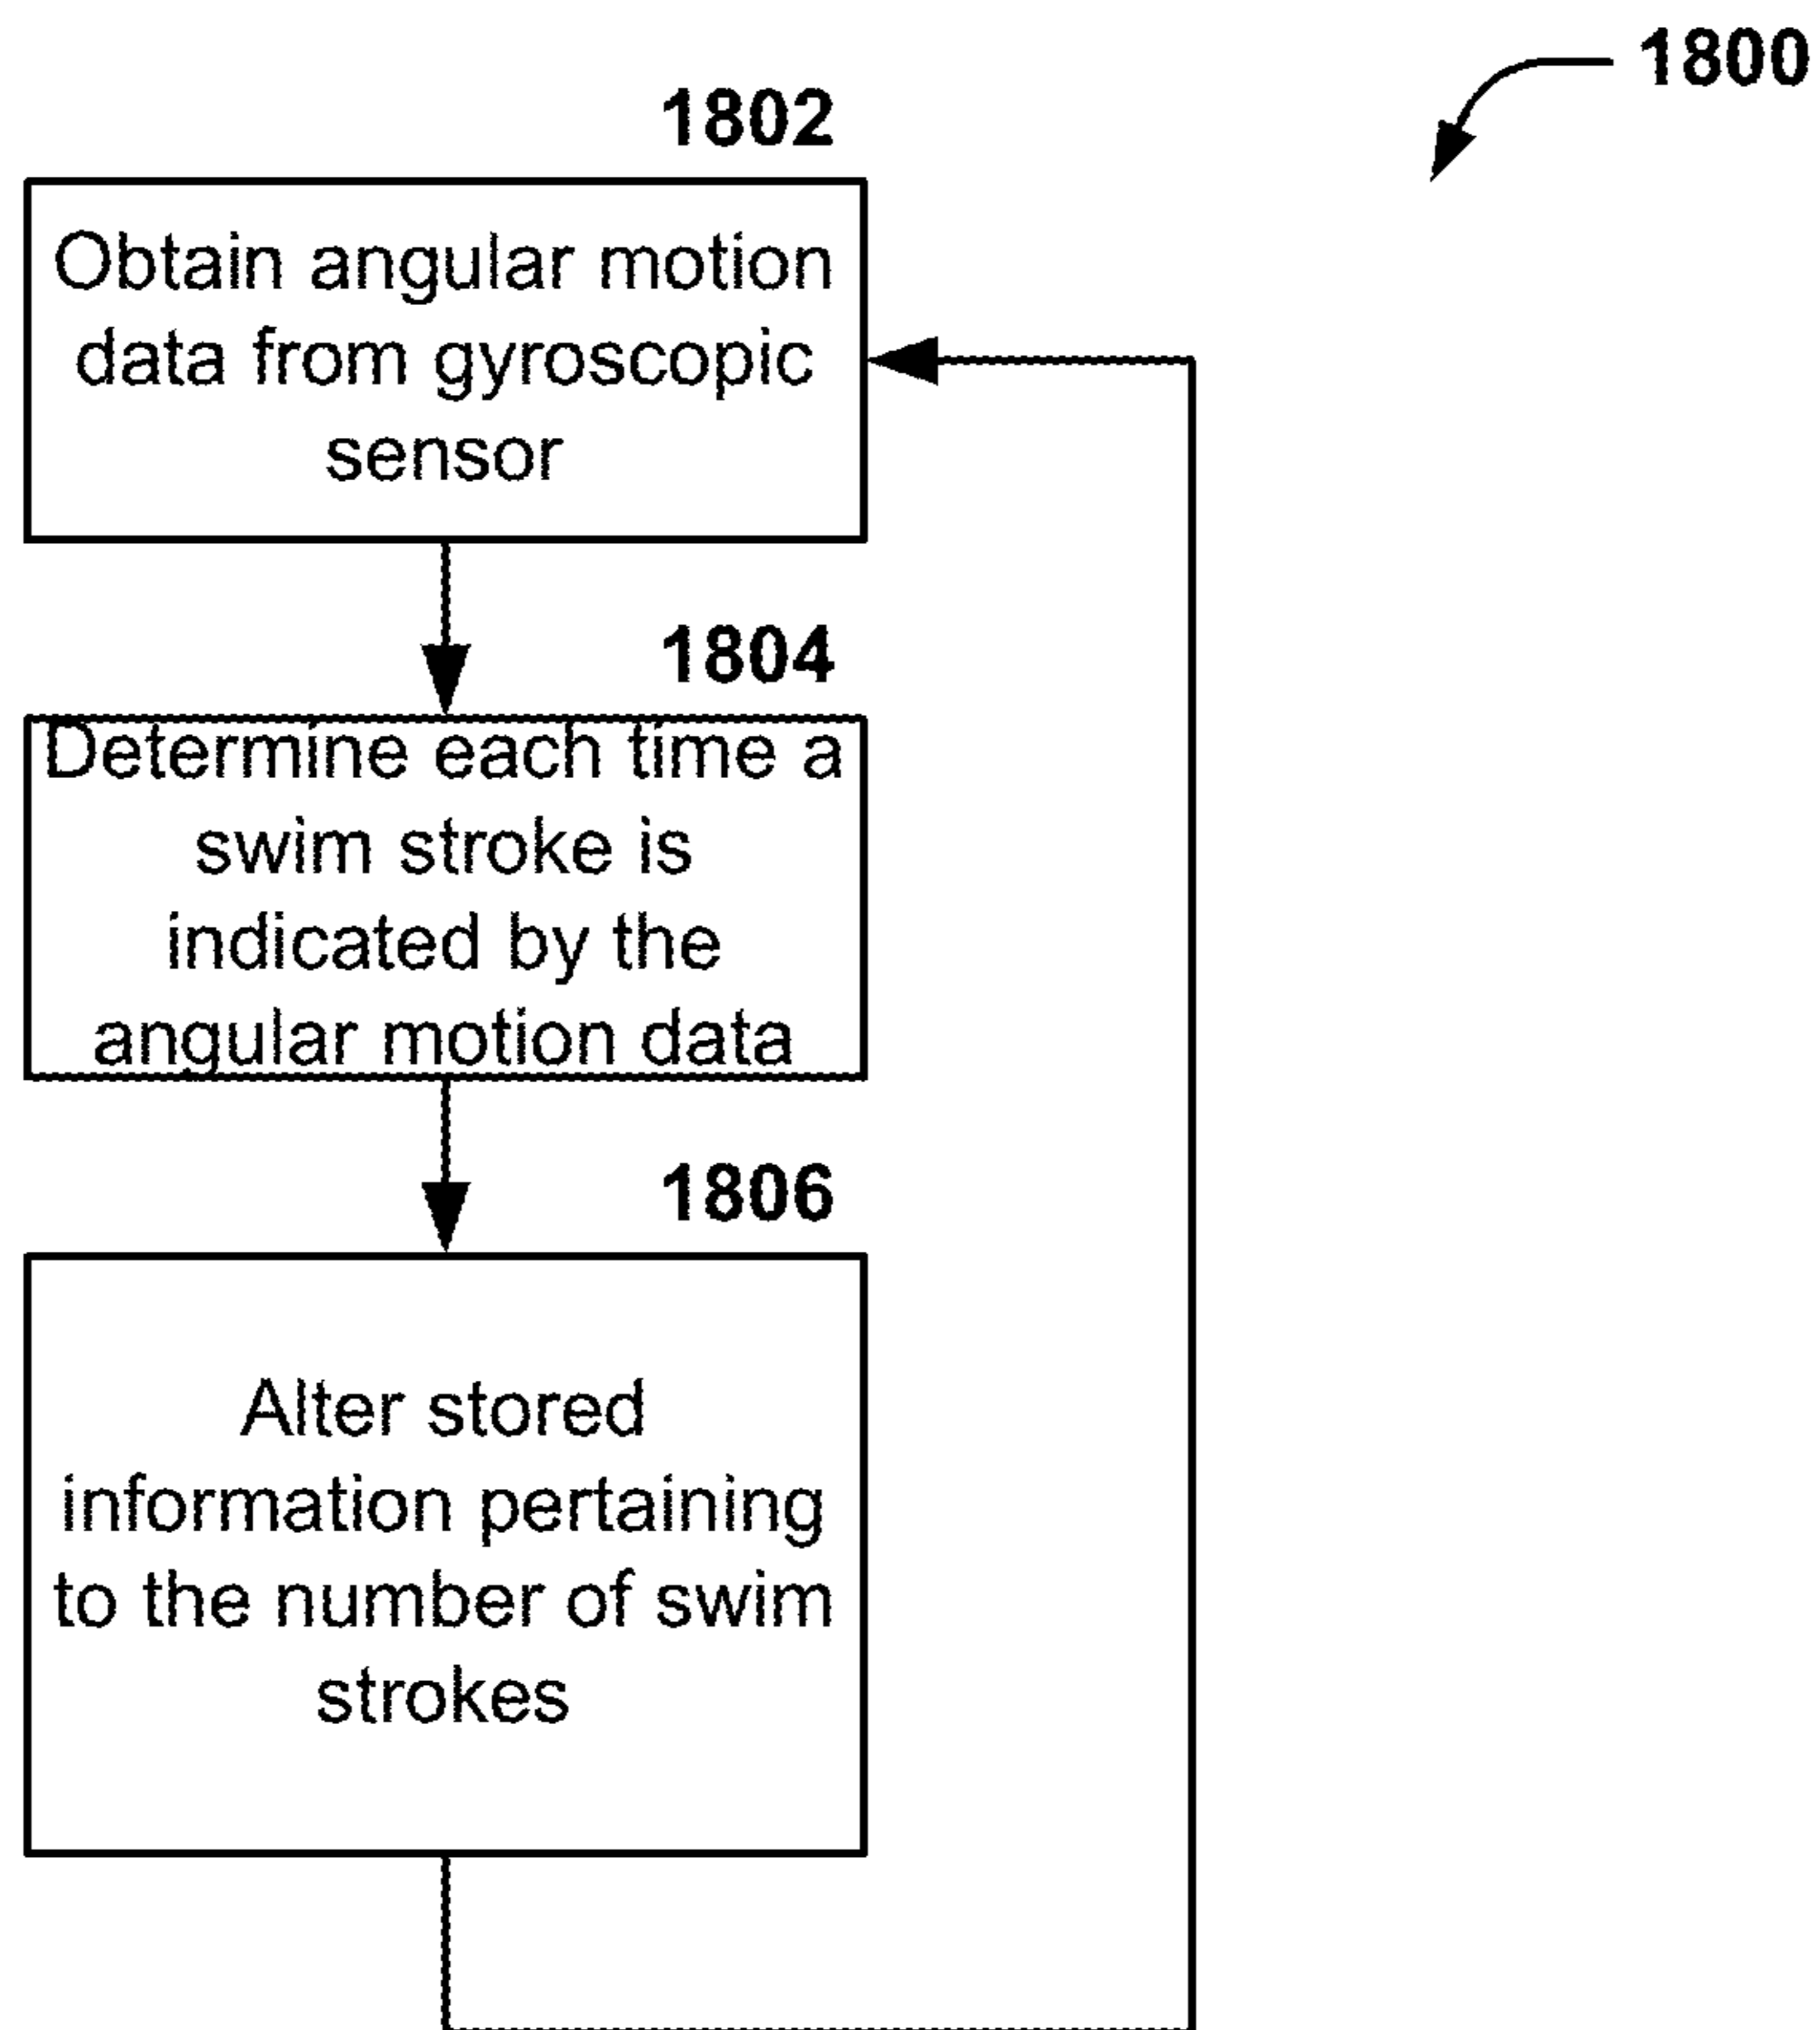 1800
1802
Obtain angular motion
data from gyroscopic
sensor
1804
Determine each time a
swim stroke is
indicated by the
angular motion data
1806
Alter stored
information pertaining
to the number of swim
strokes